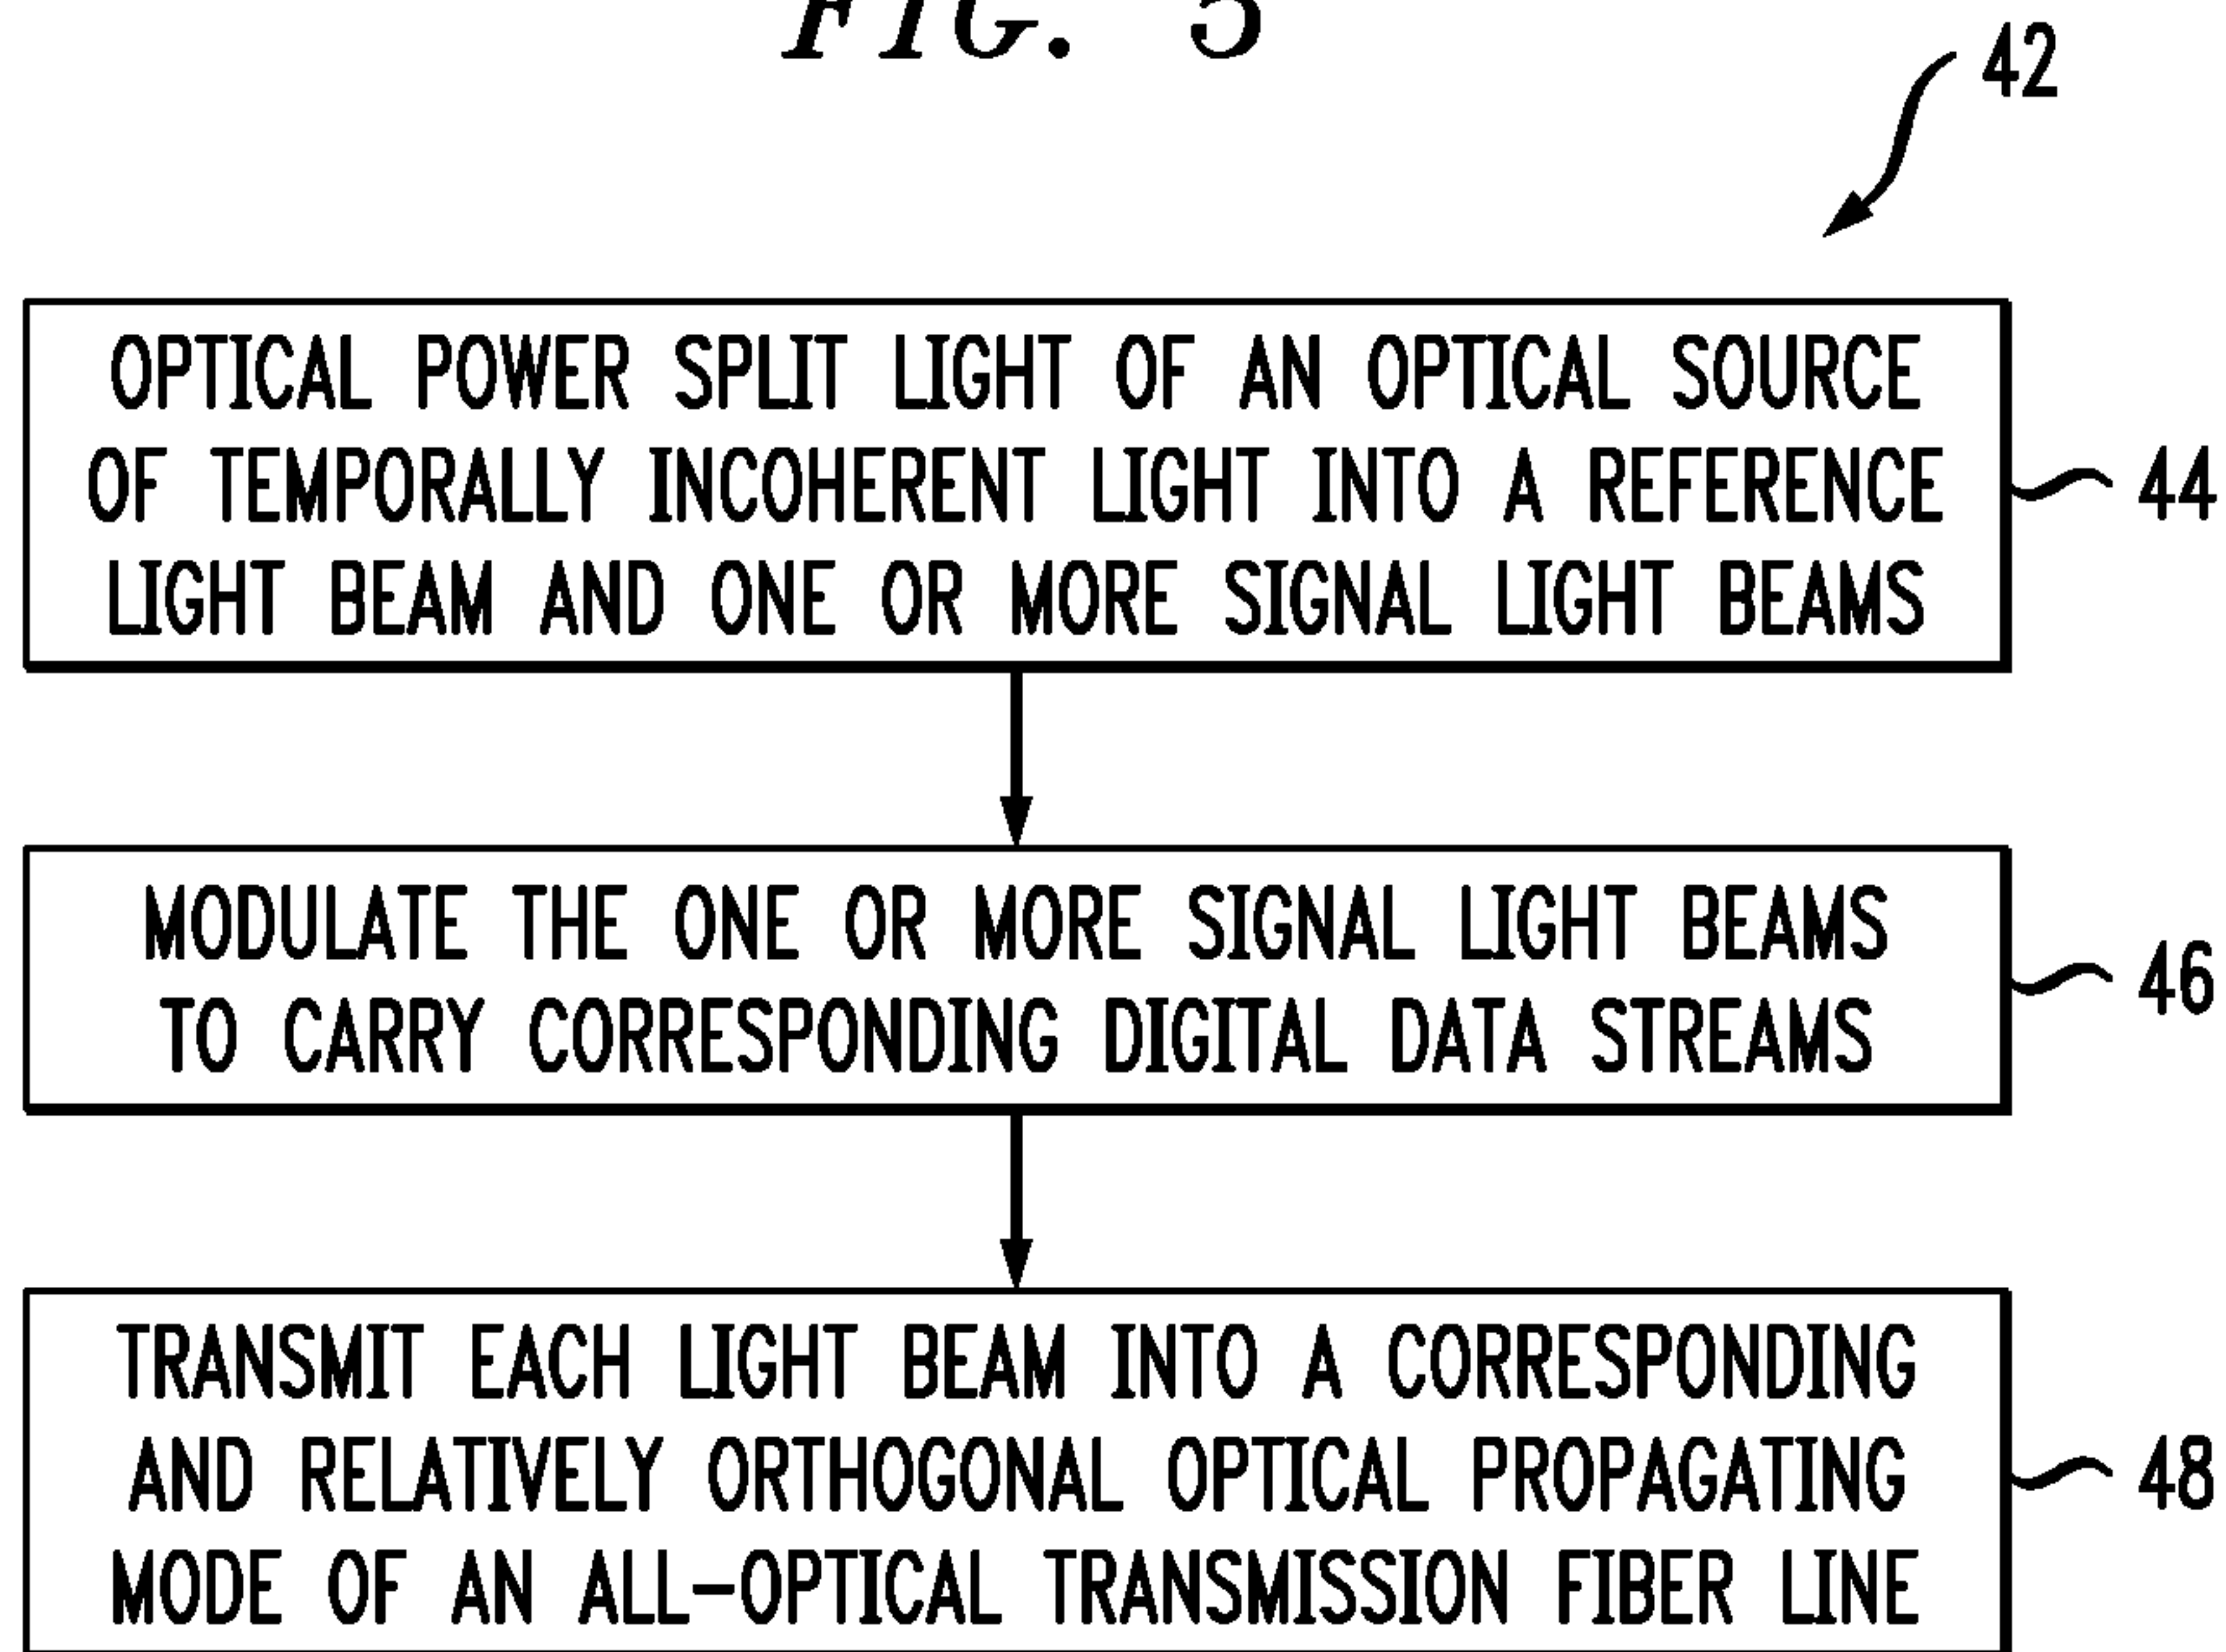 FIG. 5
42
OPTICAL POWER SPLIT LIGHT OF AN OPTICAL SOURCE
OF TEMPORALLY INCOHERENT LIGHT INTO A REFERENCE
LIGHT BEAM AND ONE OR MORE SIGNAL LIGHT BEAMS
44
MODULATE THE ONE OR MORE SIGNAL LIGHT BEAMS
TO CARRY CORRESPONDING DIGITAL DATA STREAMS
46
TRANSMIT EACH LIGHT BEAM INTO A CORRESPONDING
AND RELATIVELY ORTHOGONAL OPTICAL PROPAGATING
MODE OF AN ALL-OPTICAL TRANSMISSION FIBER LINE
48